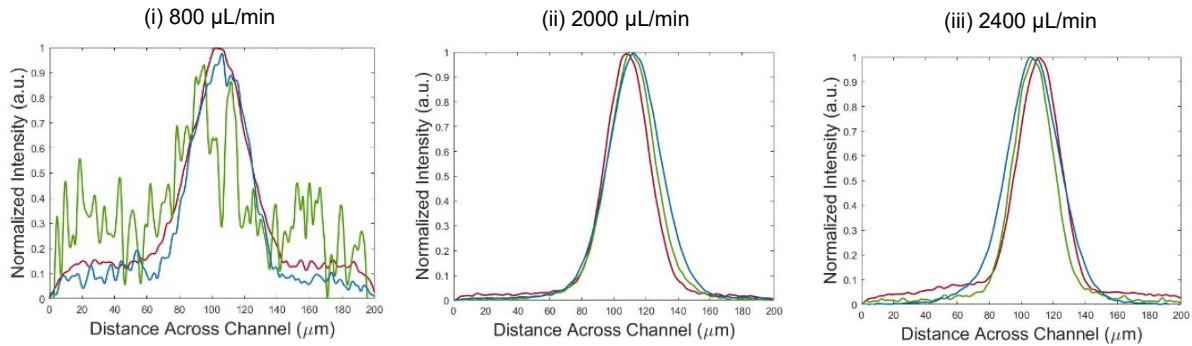 (i) 800 µL/min
Normalized Intensity (a.u.)
1
0.9
0.8
0.7
0.6
0.5
0.4
0.3
0.2
0.1
0
0 20 40 60 80 100 120 140 160 180 200
Distance Across Channel (µm)
(ii) 2000 µL/min
Normalized Intensity (a.u.)
1
0.9
0.8
0.7
0.6
0.5
0.4
0.3
0.2
0.1
0
0 20 40 60 80 100 120 140 160 180 200
Distance Across Channel (µm)
(iii) 2400 µL/min
Normalized Intensity (a.u.)
1
0.9
0.8
0.7
0.6
0.5
0.4
0.3
0.2
0.1
0
0 20 40 60 80 100 120 140 160 180 200
Distance Across Channel (µm)